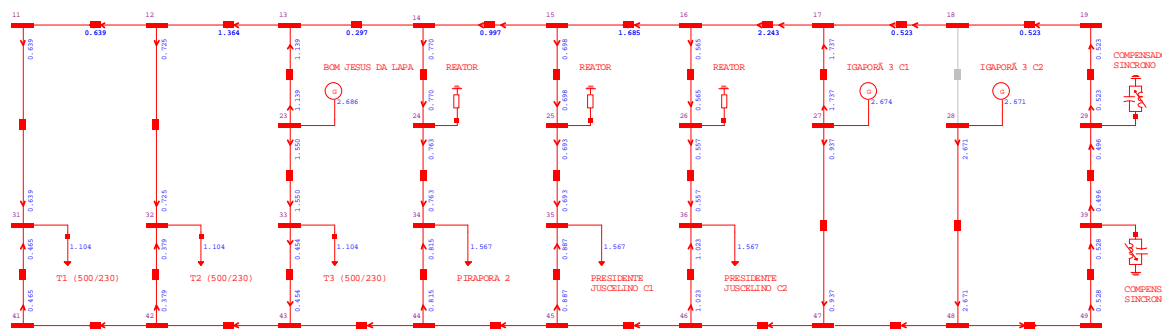 11 12 13 14 15 16 17 18 19
0.639 1.364 0.297 0.997 1.685 2.243 0.523 0.523
0.639 0.725 1.139 0.770 0.698 0.565 1.737 0.523
BOM JESUS DA LAPA REATOR REATOR REATOR IGAPORÃ 3 C1 IGAPORÃ 3 C2 COMPENSAD
SINCRONO
G G G
2.686 2.674 2.671
1.139 0.770 0.698 0.565 1.737 0.523
23 24 25 26 27 28 29
1.550 0.763 0.693 0.557 0.937 2.671 0.496
0.639 0.725 1.550 0.763 0.693 0.557 0.496
31 32 33 34 35 36 39
1.104 1.104 1.104 1.567 1.567 1.567
0.465 0.379 0.454 0.815 0.887 1.023 0.528
T1 (500/230) T2 (500/230) T3 (500/230) PIRAPORA 2 PRESIDENTE
JUSCELINO C1
PRESIDENTE
JUSCELINO C2
COMPENS
SINCRON
0.465 0.379 0.454 0.815 0.887 1.023 0.937 2.671 0.528
41 42 43 44 45 46 47 48 49